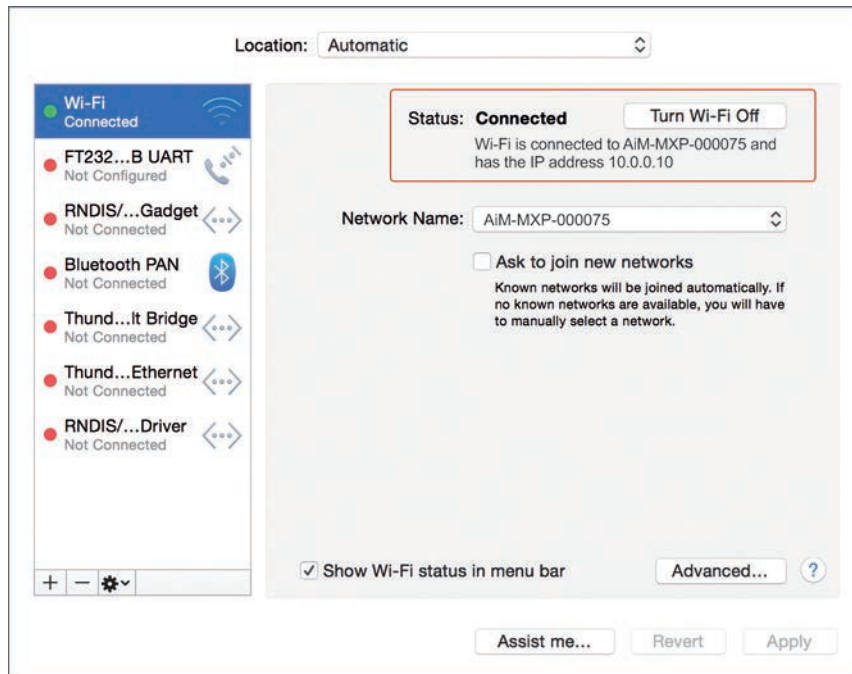 Location: Automatic
Wi-Fi
Connected
FT232...B UART
Not Configured
RNDIS/...Gadget
Not Connected
Bluetooth PAN
Not Connected
Thund...lt Bridge
Not Connected
Thund...Ethernet
Not Connected
RNDIS/...Driver
Not Connected
+ −
Status: Connected
Turn Wi-Fi Off
Wi-Fi is connected to AiM-MXP-000075 and
has the IP address 10.0.0.10
Network Name: AiM-MXP-000075
Ask to join new networks
Known networks will be joined automatically. If
no known networks are available, you will have
to manually select a network.
Show Wi-Fi status in menu bar
Advanced...
?
Assist me...
Revert
Apply